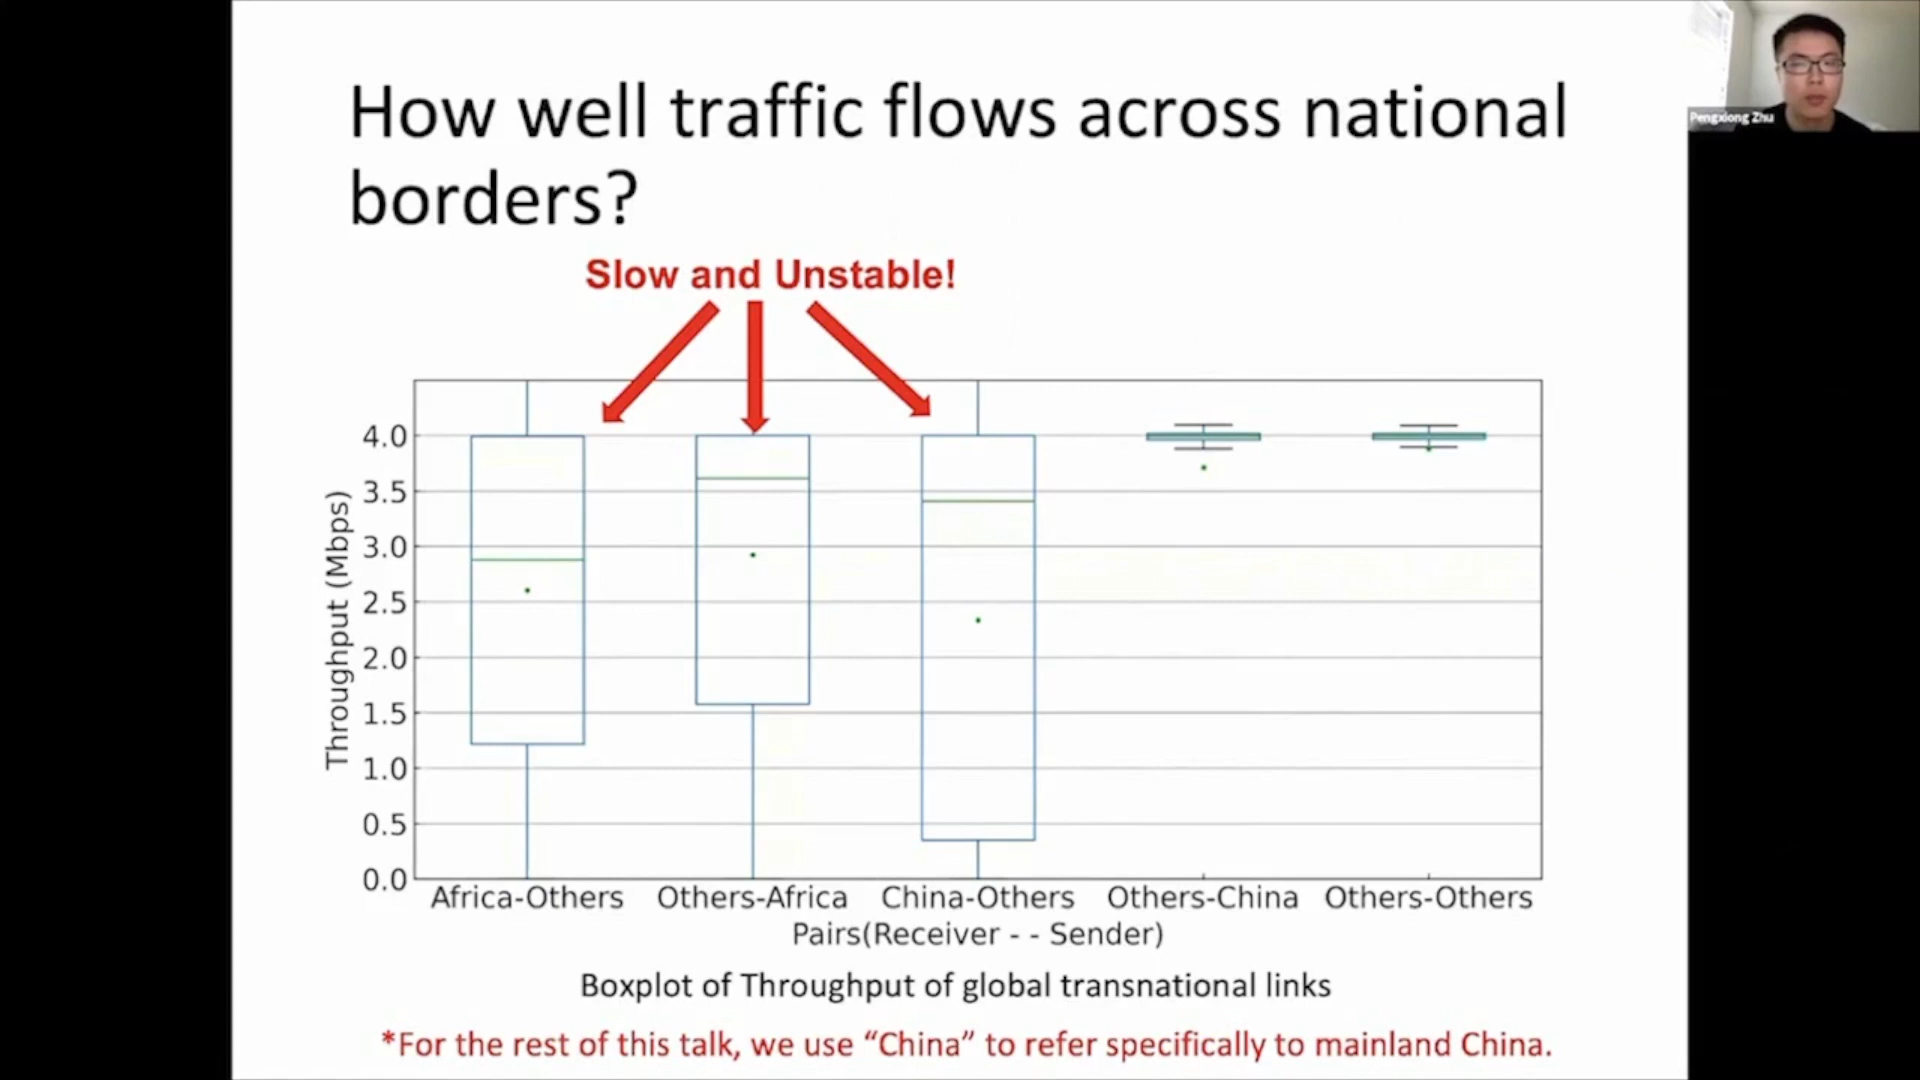 How well traffic flows across national
borders?
Pengxiong Zhu
Slow and Unstable!
Throughput (Mbps)
4.0
3.5
3.0
2.5
2.0
1.5
1.0
0.5
0.0
Africa-Others Others-Africa China-Others Others-China Others-Others
Pairs(Receiver - - Sender)
Boxplot of Throughput of global transnational links
*For the rest of this talk, we use “China” to refer specifically to mainland China.